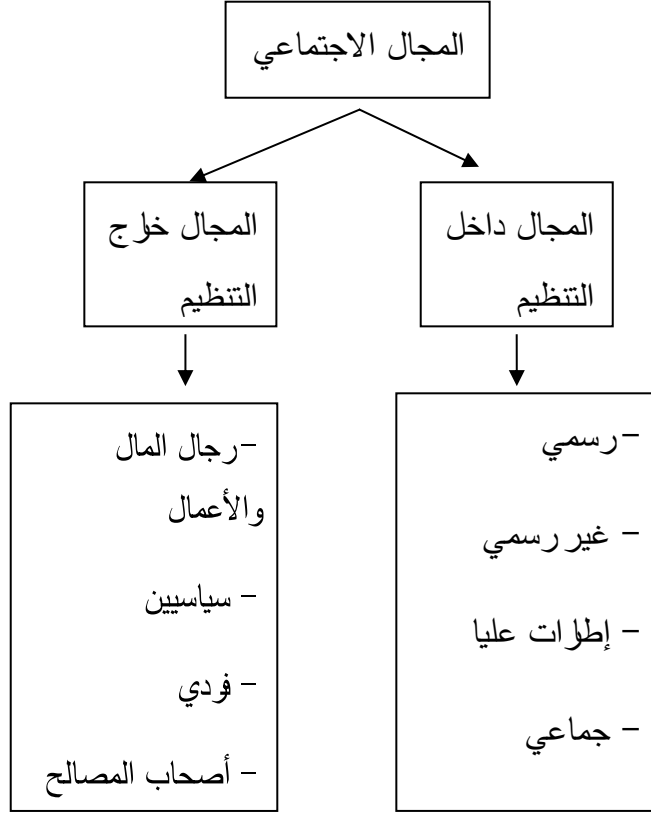 المجال الاجتماعي
المجال داخل
التنظيم
المجال خارج
التنظيم
-رسمي
- غير رسمي
- إطارات عليا
- جماعي
-رجال المال
والأعمال
- سياسيين
- فردي
- أصحاب المصالح